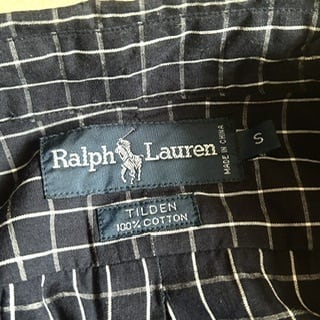 Ralph Lauren
MADE IN CHINA
S
TILDEN
100% COTTON